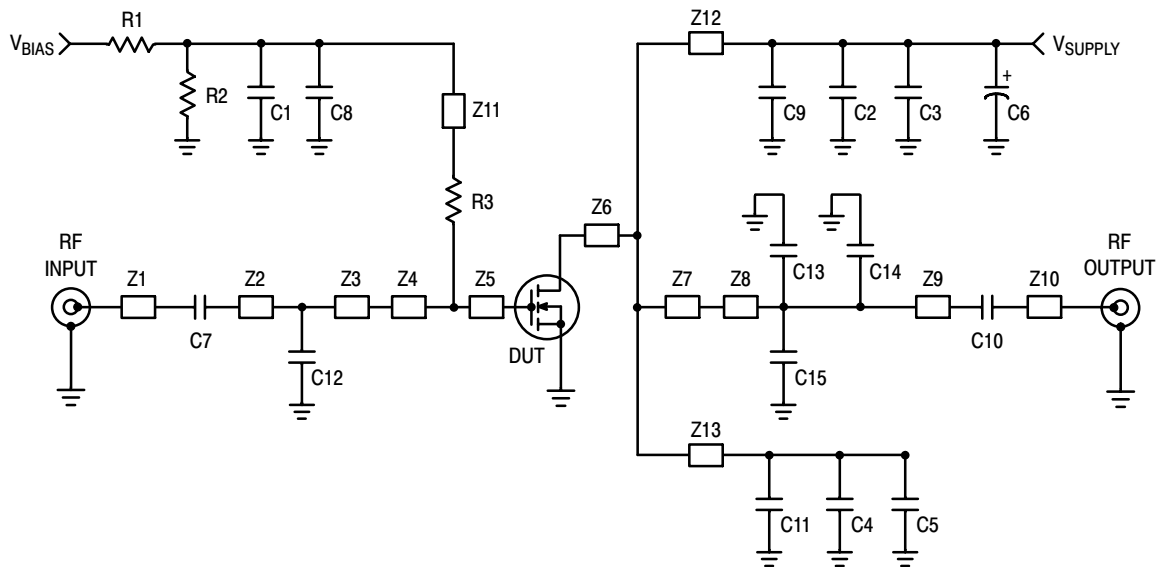 R1
Z12
VBIAS
VSUPPLY
R2
C1
C8
Z11
C9
C2
C3
+
C6
R3
Z6
RF
INPUT
C13
C14
RF
OUTPUT
Z1
Z2
Z3
Z4
Z5
Z7
Z8
Z9
Z10
C7
C10
DUT
C12
C15
Z13
C11
C4
C5